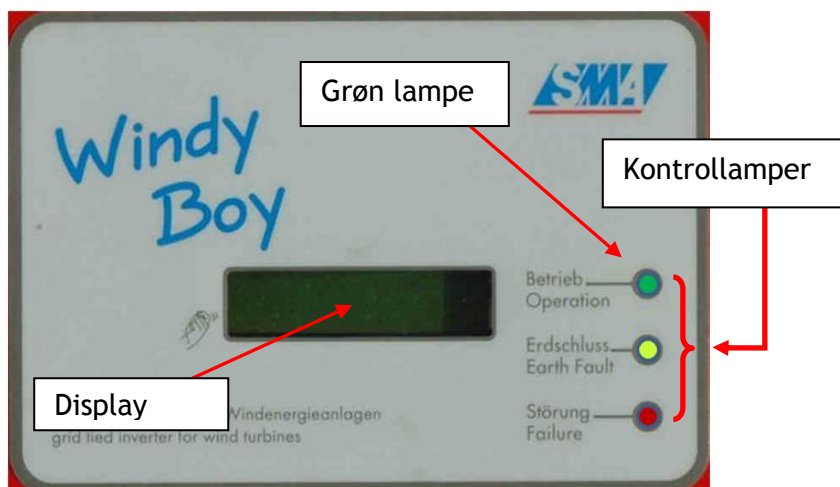 Windy
Boy
Grøn lampe
SMA
Kontrollamper
Betrieb
Operation
Erdschluss
Earth Fault
Display
Windenergieanlagen
grid tied inverter for wind turbines
Störung
Failure